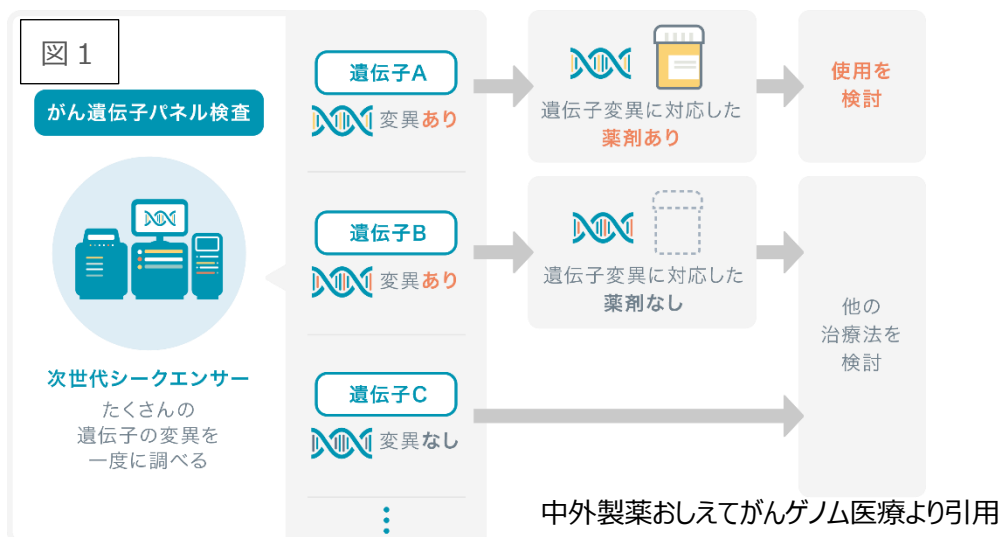 図1
がん遺伝子パネル検査
次世代シークエンサー
たくさんの
遺伝子の変異を
一度に調べる
遺伝子A
変異あり
遺伝子変異に対応した
薬剤あり
使用を
検討
遺伝子B
変異あり
遺伝子変異に対応した
薬剤なし
遺伝子C
変異なし
他の
治療法を
検討
中外製薬おしえてがんゲノム医療より引用